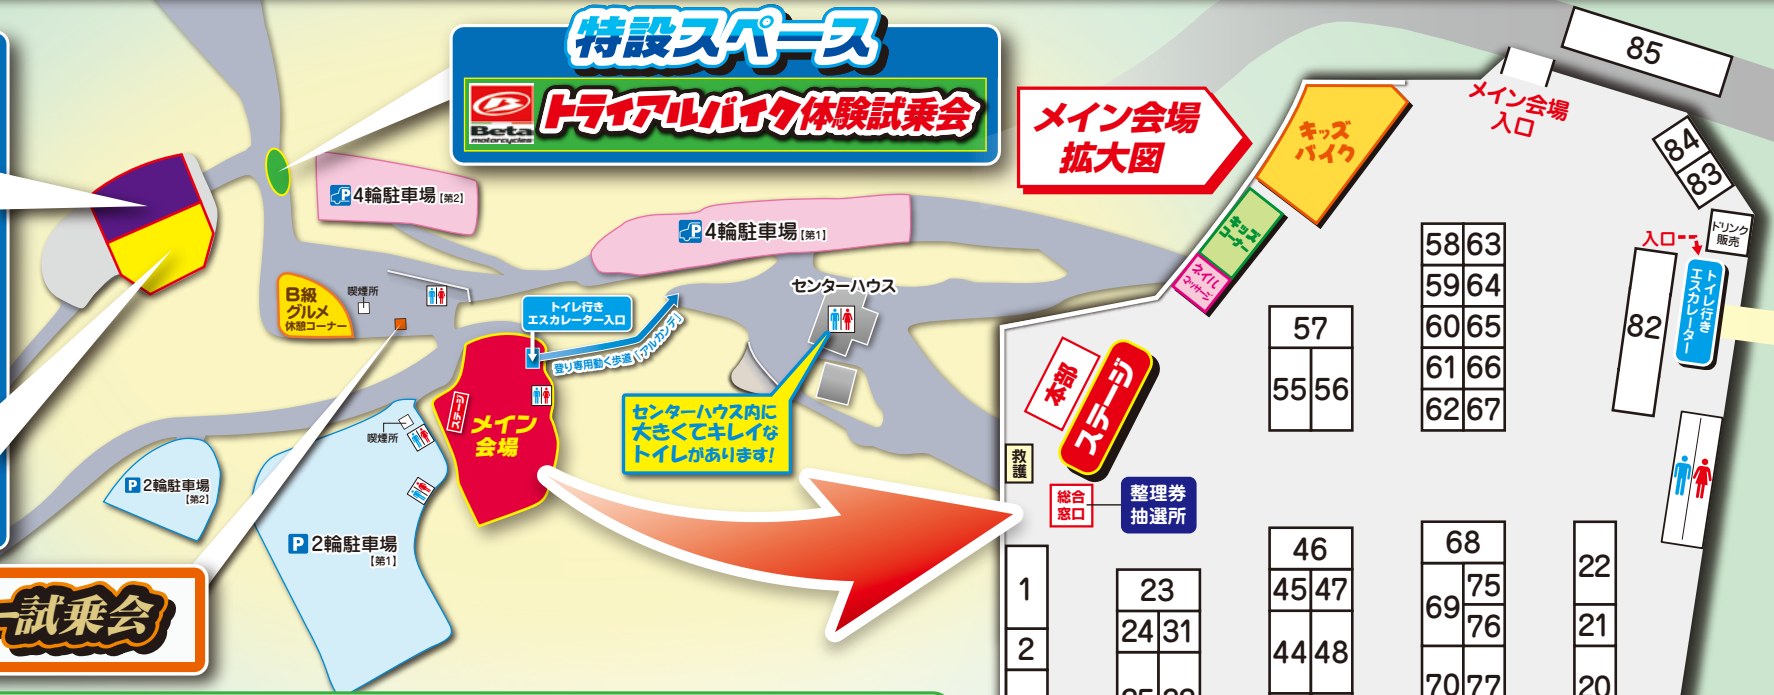 特設スペース
Beta
motorcycles
トライアルバイク体験試乗会
P
4輪駐車場【第2】
P
4輪駐車場【第1】
B級
グルメ
休憩コーナー
喫煙所
トイレ行き
エスカレーター入口
登り専用動く歩道「アルカンデ」
センターハウス
センターハウス内に
大きくてキレイな
トイレがあります!
ステージ
メイン
会場
喫煙所
P
2輪駐車場
【第2】
P
2輪駐車場
【第1】
試乗会
メイン会場
拡大図
85
メイン会場
入口
キッズ
バイク
キッズ
コーナー
84
83
ドリンク
販売
入口
トイレ行き
エスカレーター
82
58 63
59 64
60 65
61 66
62 67
57
55 56
本部
ステージ
救護
総合
窓口
整理券
抽選所
1
2
23
24 31
46
45 47
44 48
68
69
75
76
70 77
22
21
20